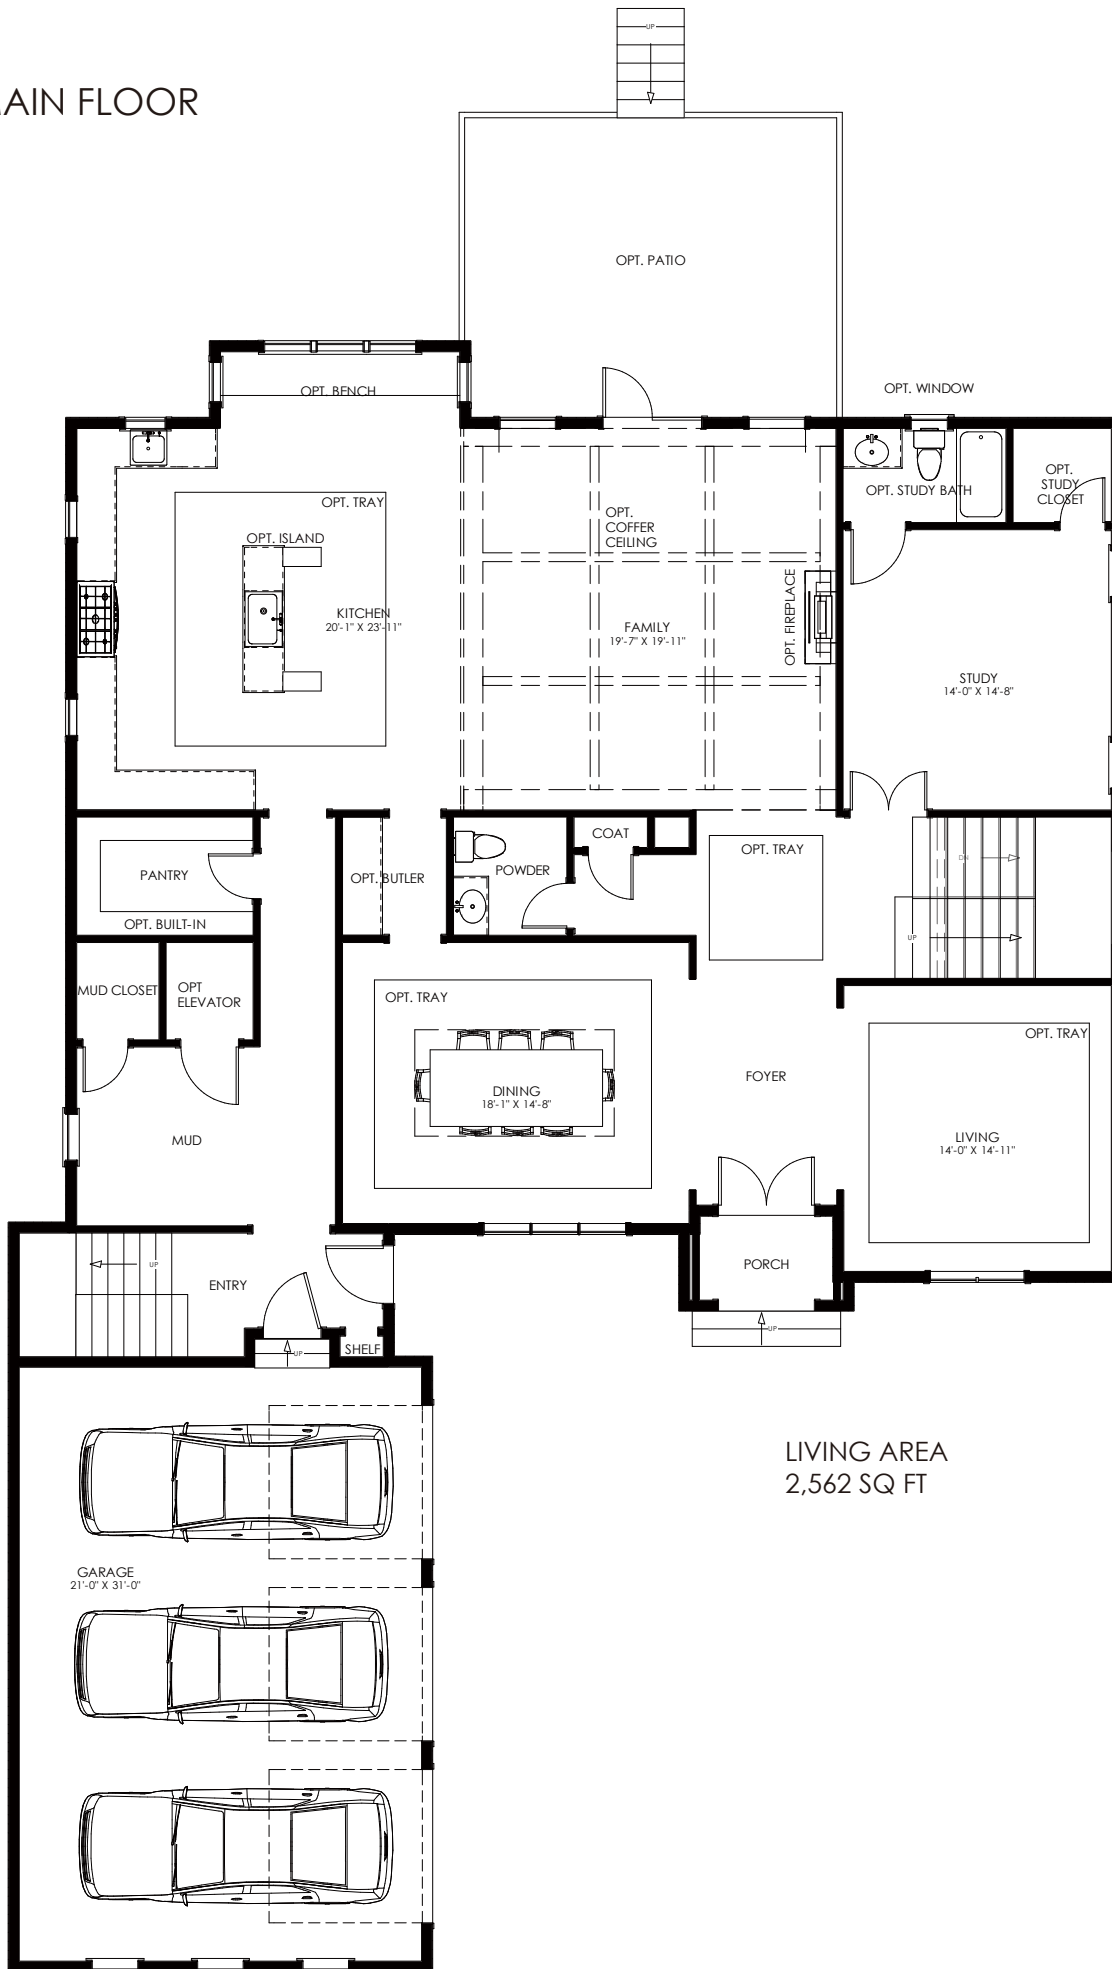 MAIN FLOOR
UP
OPT. PATIO
OPT. BENCH
OPT. WINDOW
OPT. TRAY
OPT. ISLAND
KITCHEN
20'-1" X 23'-11"
OPT.
COFFER
CEILING
FAMILY
19'-7" X 19'-11"
OPT. FIREPLACE
OPT. STUDY BATH
OPT.
STUDY
CLOSET
STUDY
14'-0" X 14'-8"
PANTRY
OPT. BUILT-IN
OPT. BUTLER
POWDER
COAT
OPT. TRAY
DN
UP
MUD CLOSET
OPT
ELEVATOR
MUD
OPT. TRAY
DINING
18'-1" X 14'-8"
FOYER
OPT. TRAY
LIVING
14'-0" X 14'-11"
PORCH
UP
UP
ENTRY
UP
SHELF
LIVING AREA
2,562 SQ FT
GARAGE
21'-0" X 31'-0"